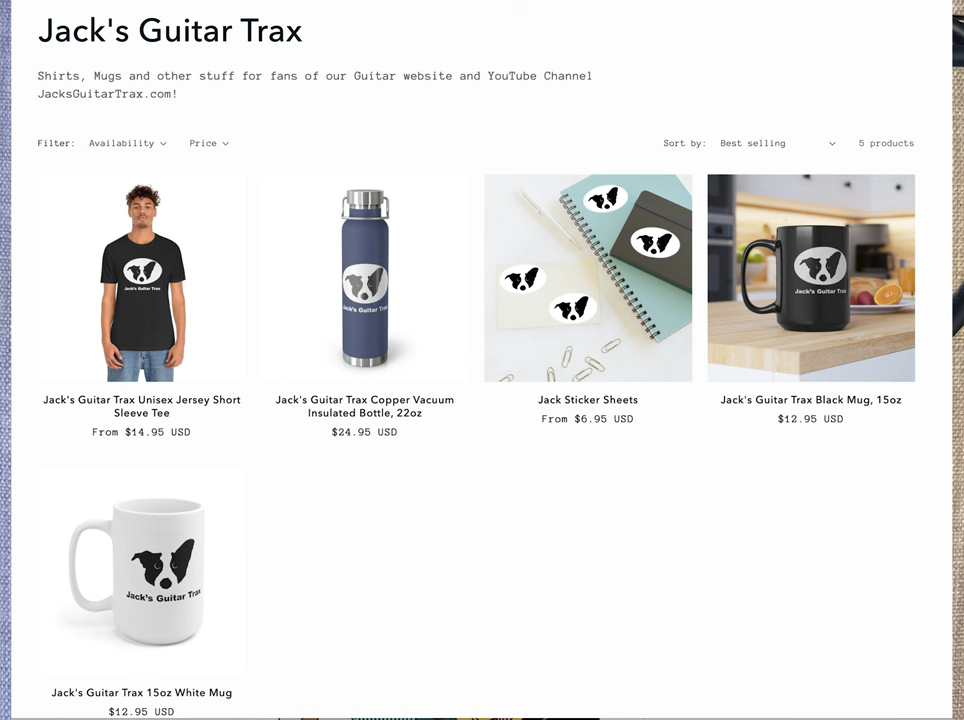 Jack's Guitar Trax
Shirts, Mugs and other stuff for fans of our Guitar website and YouTube Channel
JacksGuitarTrax.com!
Filter: Availability Price
Sort by: Best selling 5 products
Jack's Guitar Trax
Jack's Guitar Trax
Jack's Guitar Trax
Jack's Guitar Trax Unisex Jersey Short
Sleeve Tee
From $14.95 USD
Jack's Guitar Trax Copper Vacuum
Insulated Bottle, 22oz
$24.95 USD
Jack Sticker Sheets
From $6.95 USD
Jack's Guitar Trax Black Mug, 15oz
$12.95 USD
Jack's Guitar Trax
Jack's Guitar Trax 15oz White Mug
$12.95 USD